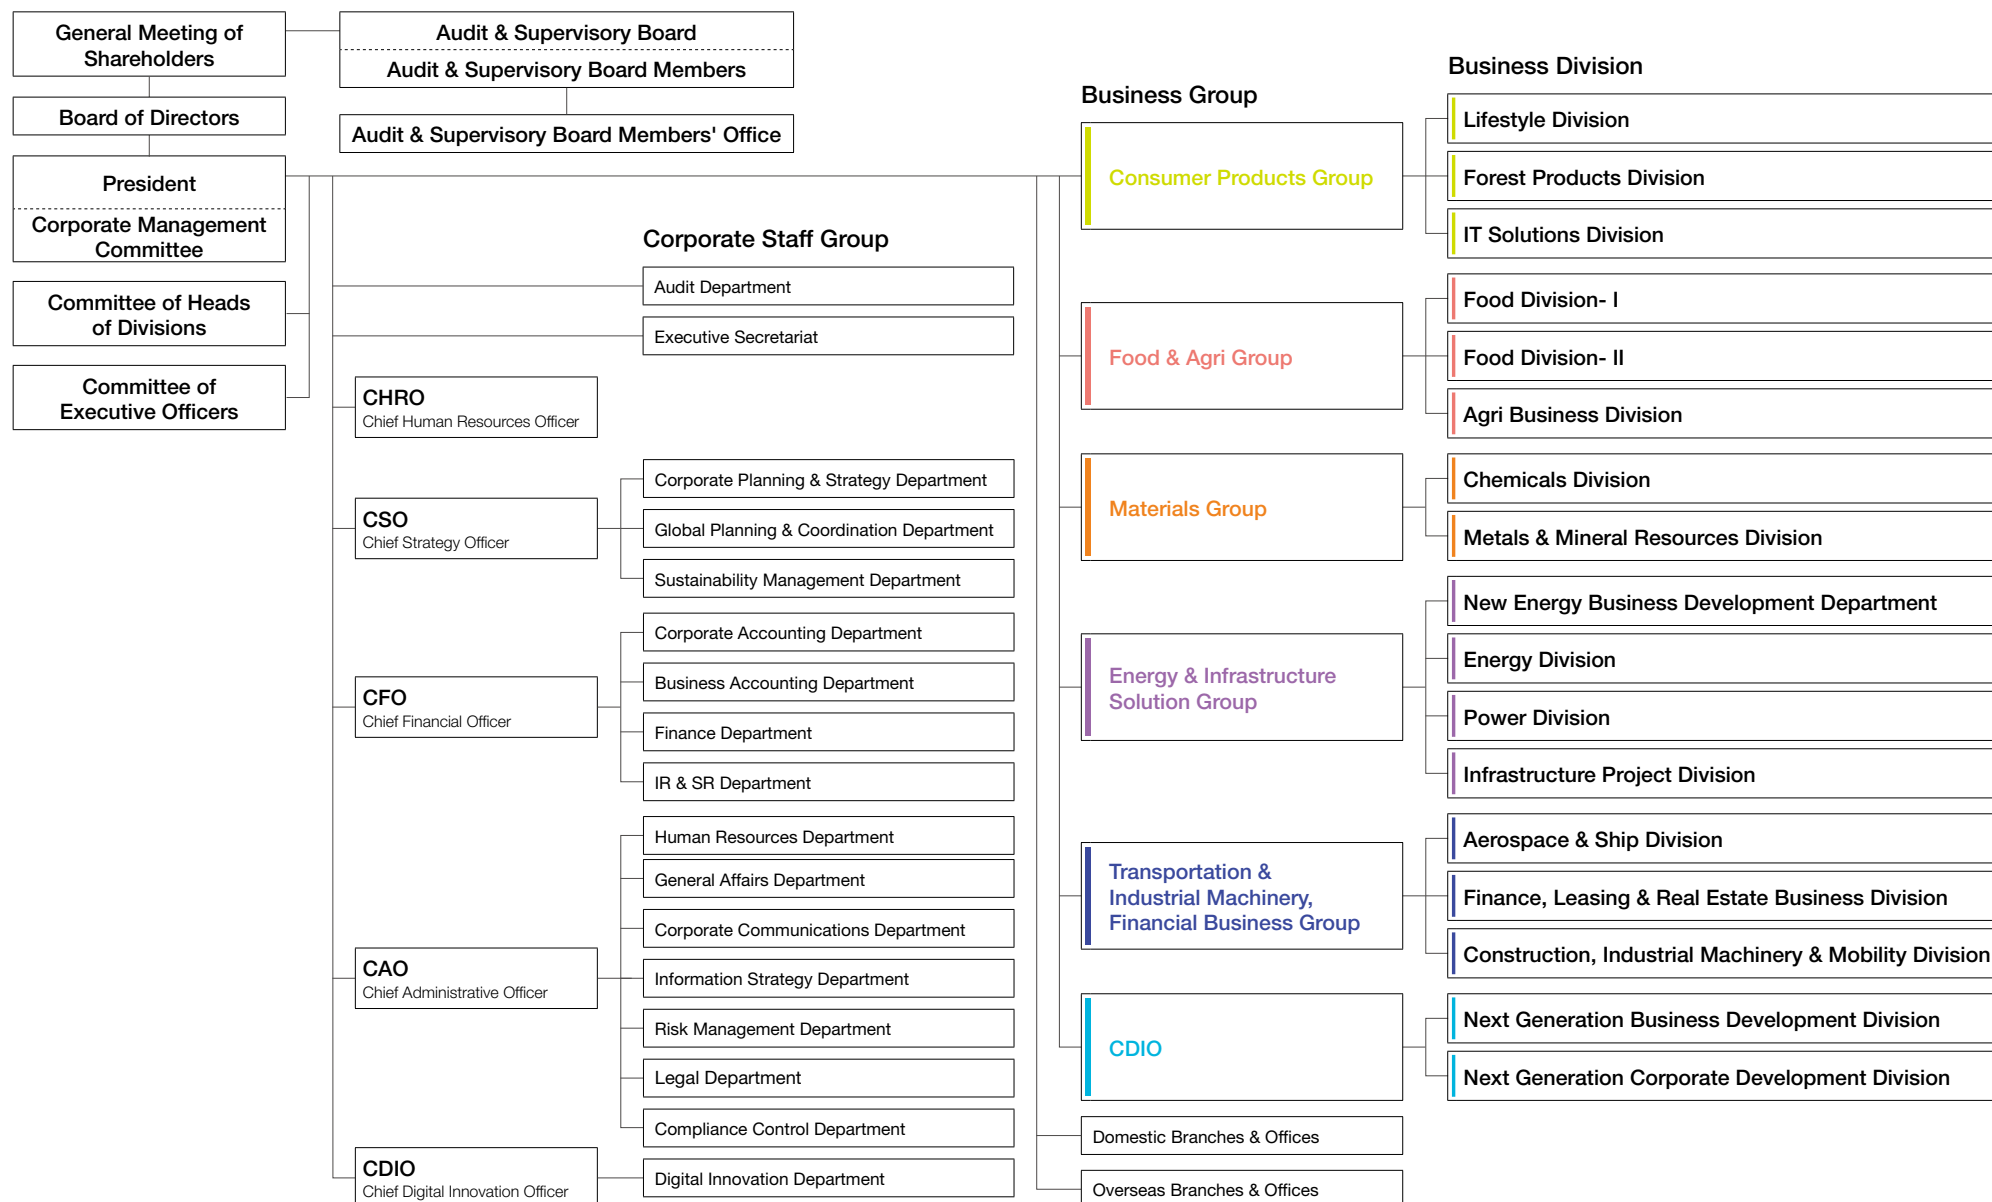 General Meeting of
Shareholders
Audit & Supervisory Board
Audit & Supervisory Board Members
Board of Directors
Audit & Supervisory Board Members' Office
President
Corporate Management
Committee
Committee of Heads
of Divisions
Committee of
Executive Officers
Corporate Staff Group
Audit Department
Executive Secretariat
CHRO
Chief Human Resources Officer
CSO
Chief Strategy Officer
Corporate Planning & Strategy Department
Global Planning & Coordination Department
Sustainability Management Department
CFO
Chief Financial Officer
Corporate Accounting Department
Business Accounting Department
Finance Department
IR & SR Department
CAO
Chief Administrative Officer
Human Resources Department
General Affairs Department
Corporate Communications Department
Information Strategy Department
Risk Management Department
Legal Department
Compliance Control Department
CDIO
Chief Digital Innovation Officer
Digital Innovation Department
Business Group
Business Division
Consumer Products Group
Lifestyle Division
Forest Products Division
IT Solutions Division
Food & Agri Group
Food Division- I
Food Division- II
Agri Business Division
Materials Group
Chemicals Division
Metals & Mineral Resources Division
Energy & Infrastructure
Solution Group
New Energy Business Development Department
Energy Division
Power Division
Infrastructure Project Division
Transportation &
Industrial Machinery,
Financial Business Group
Aerospace & Ship Division
Finance, Leasing & Real Estate Business Division
Construction, Industrial Machinery & Mobility Division
CDIO
Next Generation Business Development Division
Next Generation Corporate Development Division
Domestic Branches & Offices
Overseas Branches & Offices